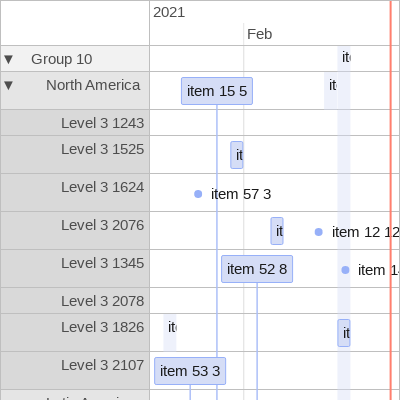 2021
Feb
▼ Group 10 it
▼ North America item 15 5 it
Level 3 1243
Level 3 1525 it
Level 3 1624 item 57 3
Level 3 2076 it item 12 12
Level 3 1345 item 52 8 item
Level 3 2078
Level 3 1826 it it
Level 3 2107 item 53 3